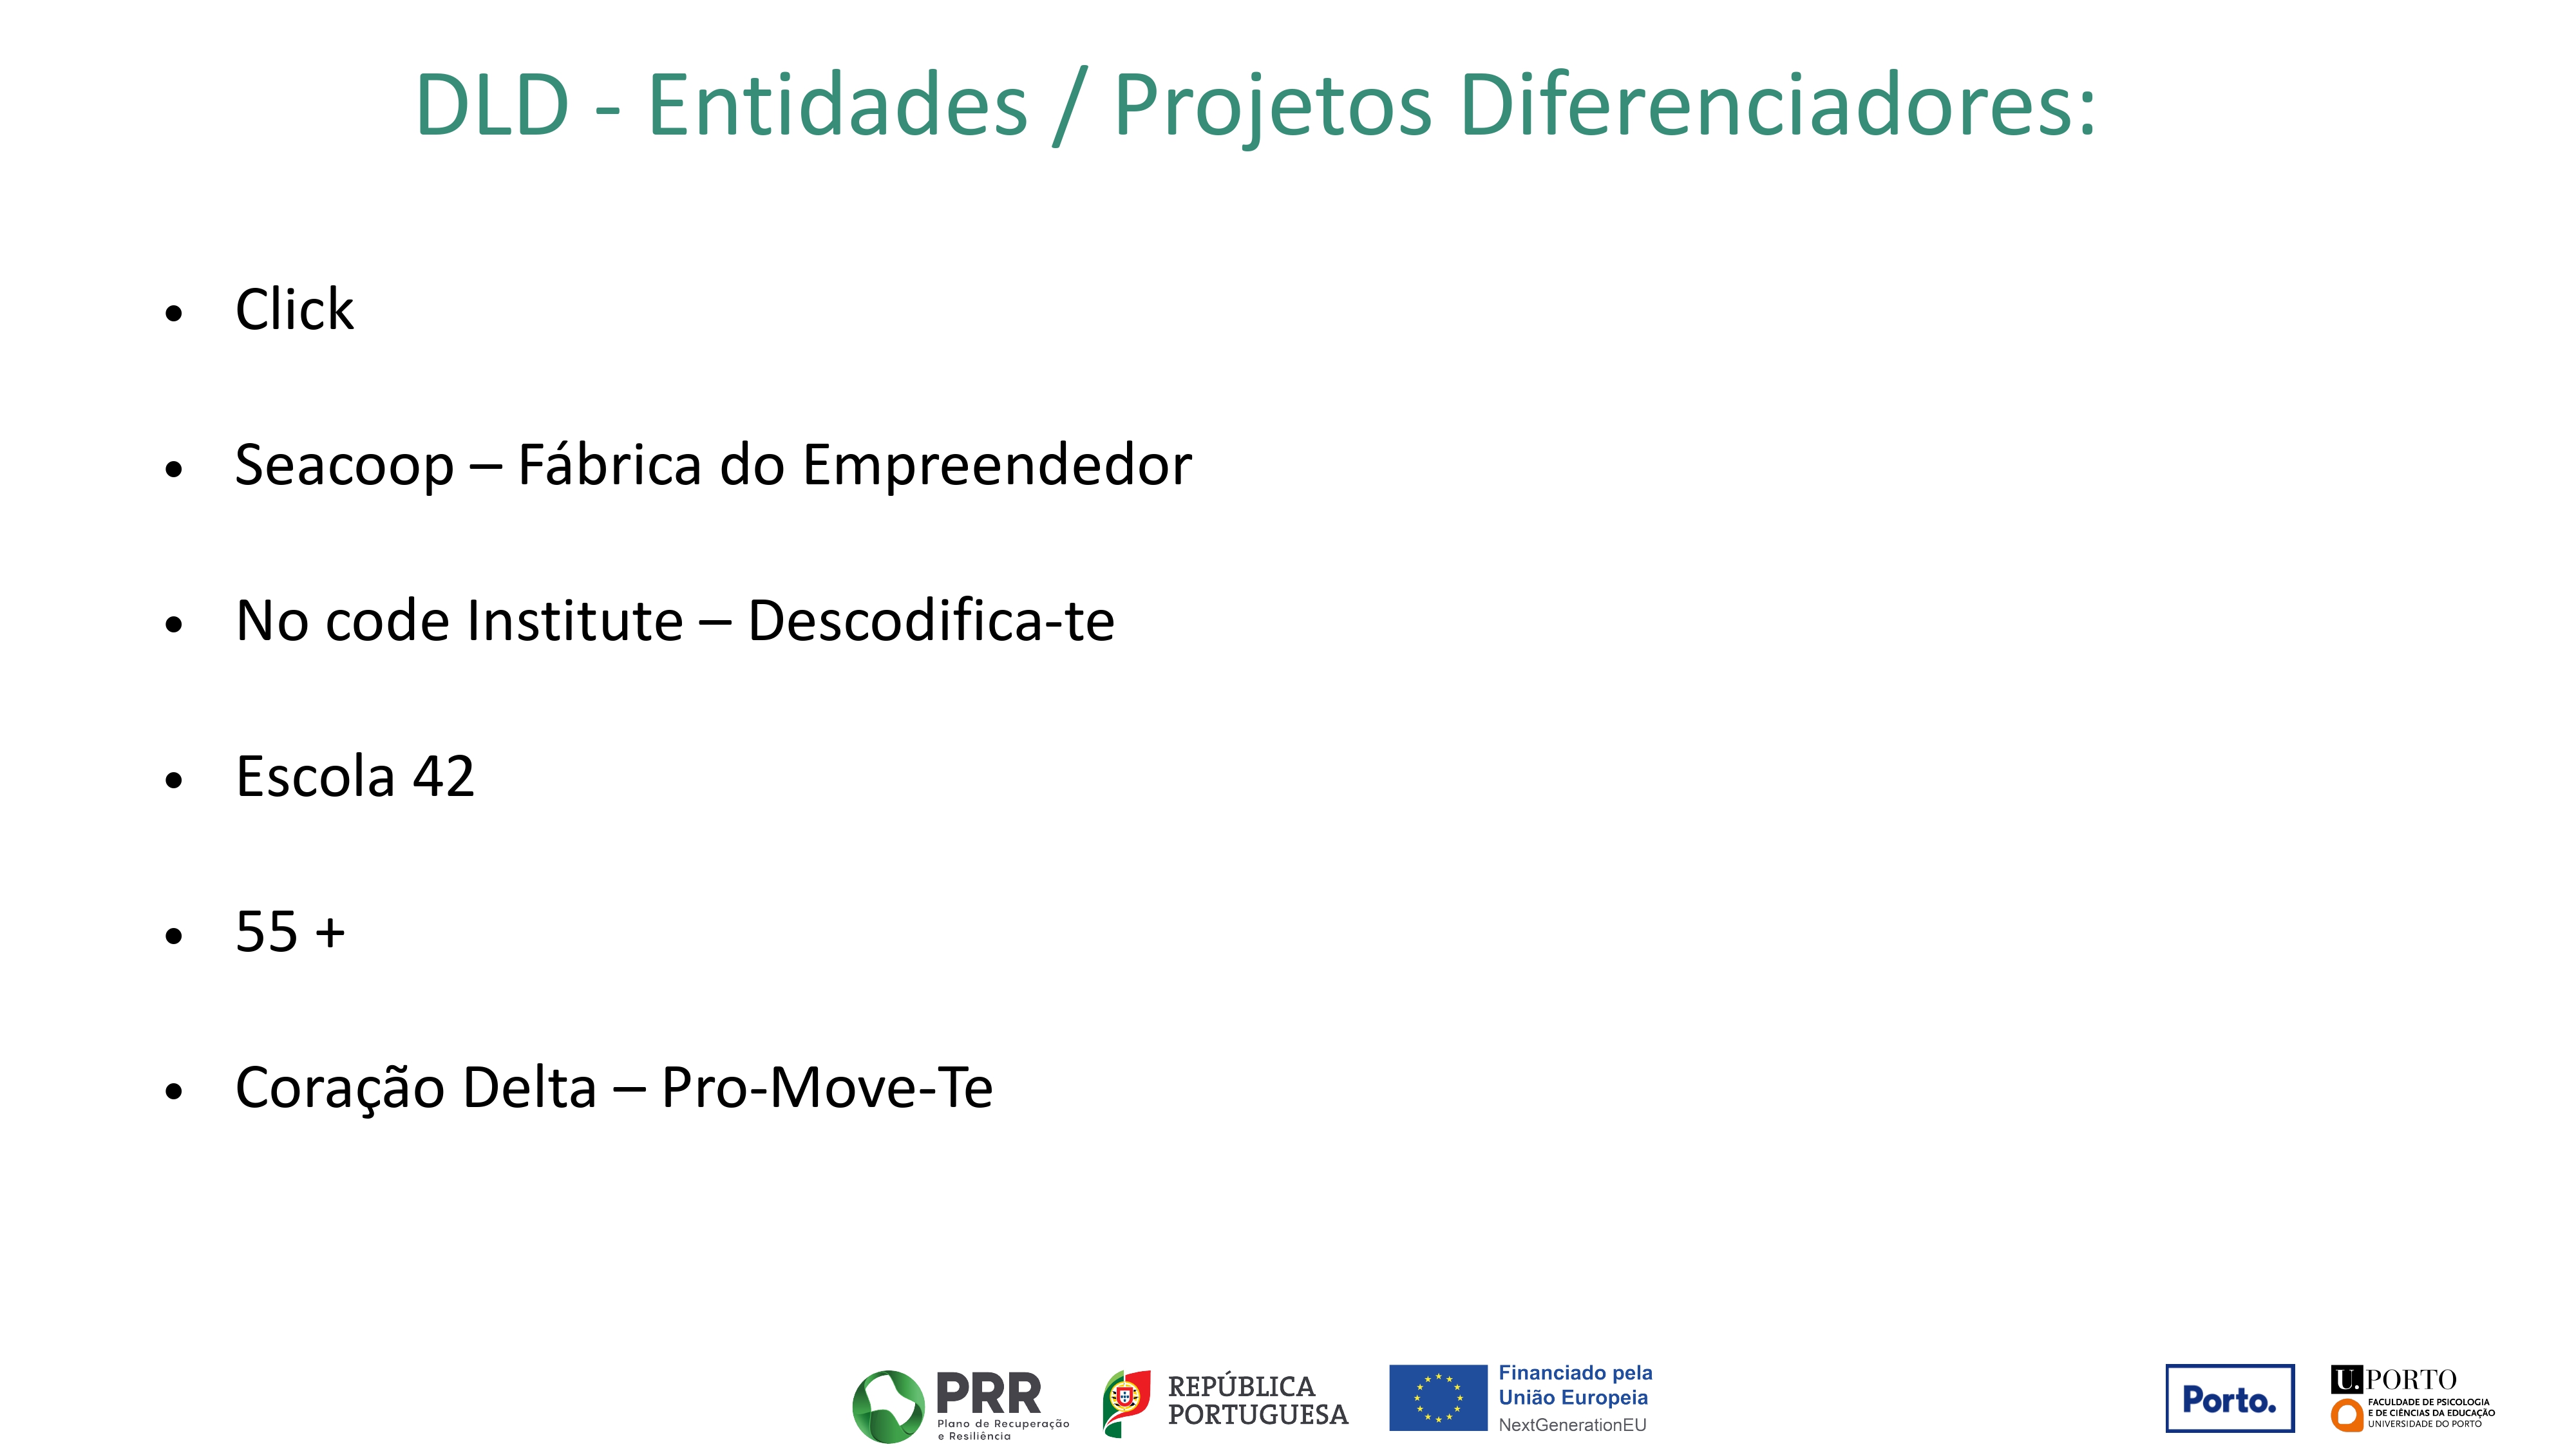 DLD - Entidades / Projetos Diferenciadores:
• Click
• Seacoop – Fábrica do Empreendedor
• No code Institute – Descodifica-te
• Escola 42
• 55 +
• Coração Delta – Pro-Move-Te
PRR
Plano de Recuperação
e Resiliência
REPÚBLICA
PORTUGUESA
Financiado pela
União Europeia
NextGenerationEU
Porto.
U.PORTO
FACULDADE DE PSICOLOGIA
E DE CIÊNCIAS DA EDUCAÇÃO
UNIVERSIDADE DO PORTO